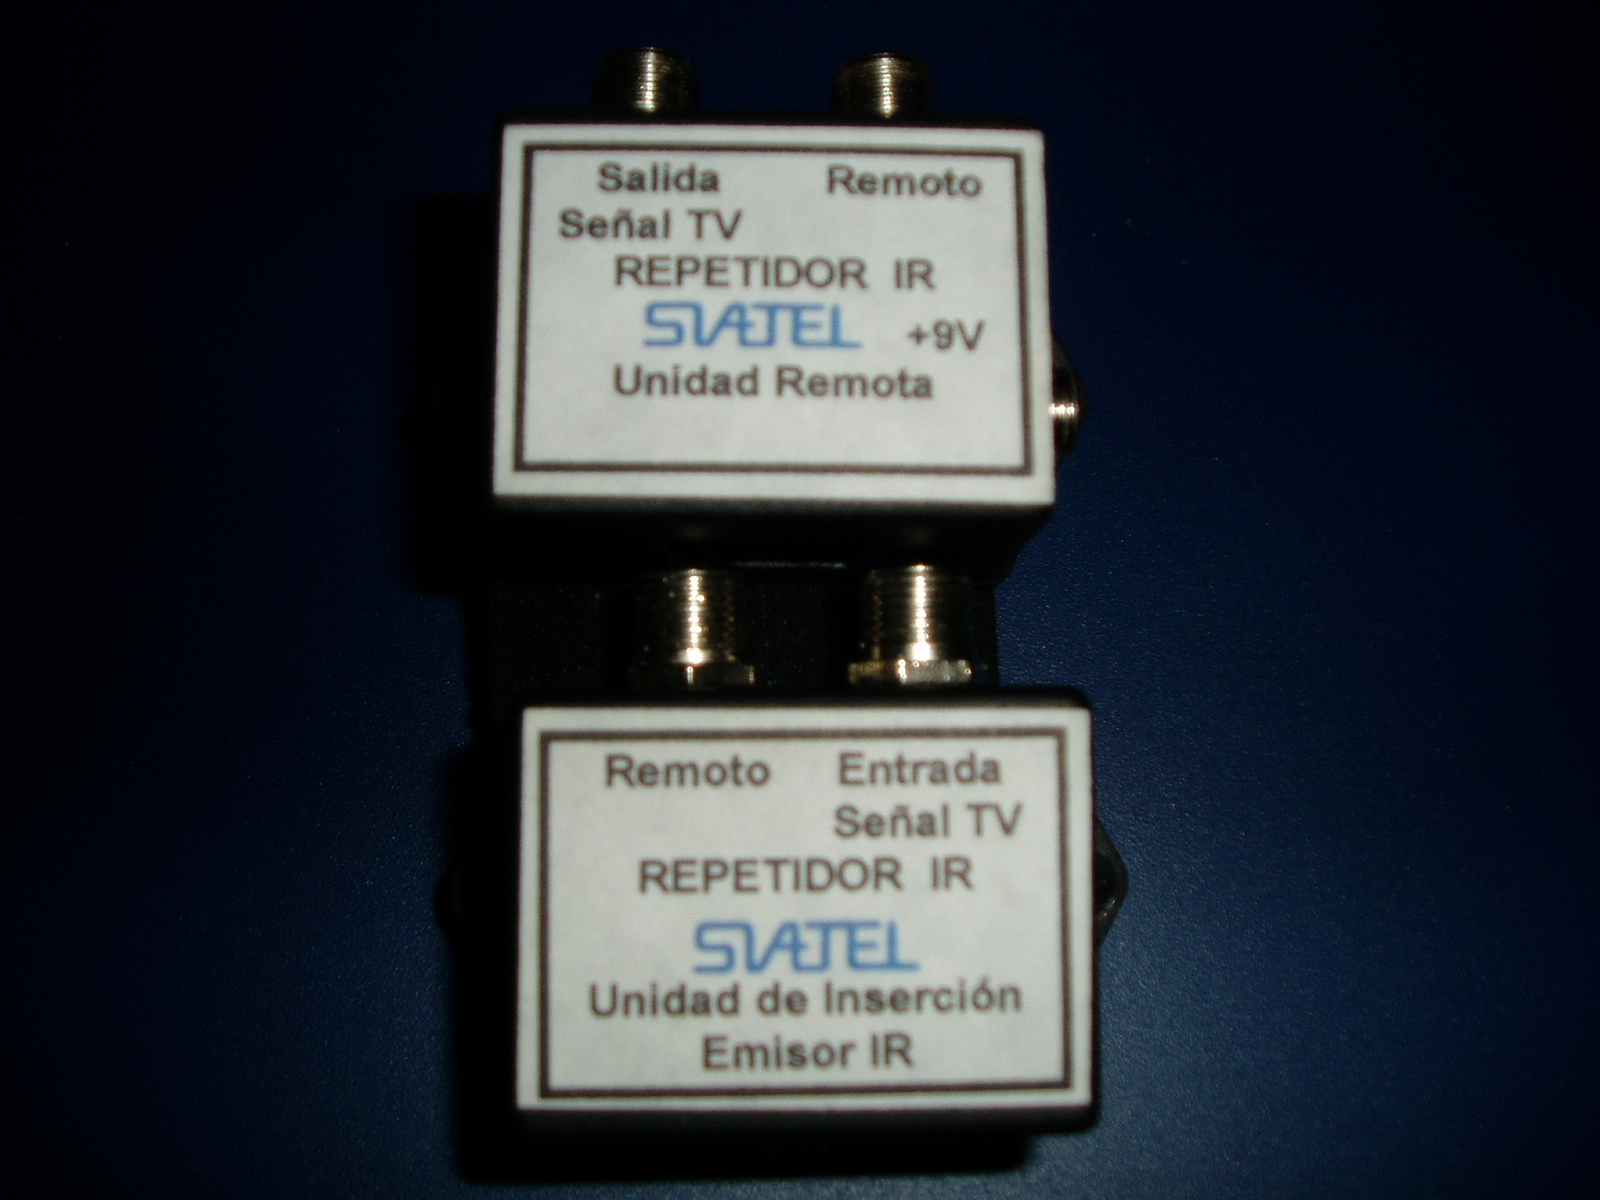 Salida Remoto
Señal TV
REPETIDOR IR
SIATEL +9V
Unidad Remota
Remoto Entrada
Señal TV
REPETIDOR IR
SIATEL
Unidad de Inserción
Emisor IR